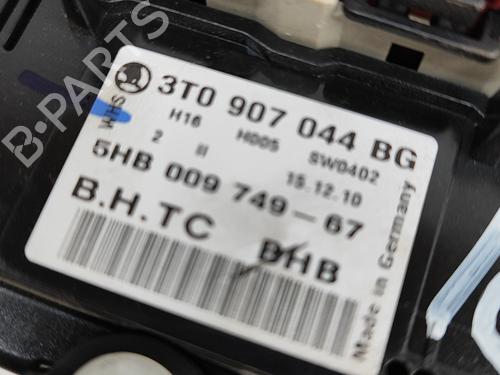 B-PARTS
3T0 907 044 BG
WHS
H16 H005 SW0402
2 II 15.12.10
5HB 009 749-67
B.H.TC BHB
Made in Germany